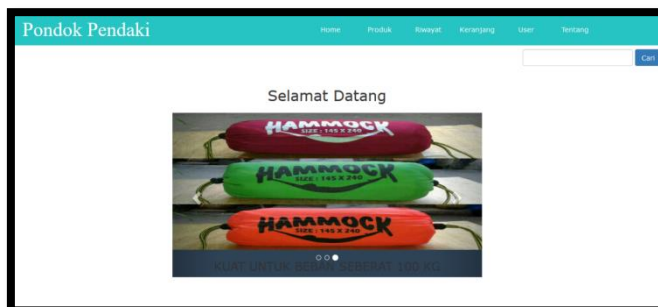 Pondok Pendaki
Home Produk Riwayat Keranjang User Tentang
Cari
Selamat Datang
HAMMOCK
SIZE : 145 X 240
HAMMOCK
SIZE : 145 X 240
HAMMOCK
SIZE : 145 X 240
KUAT UNTUK BEBAN SEBERAT 100 KG